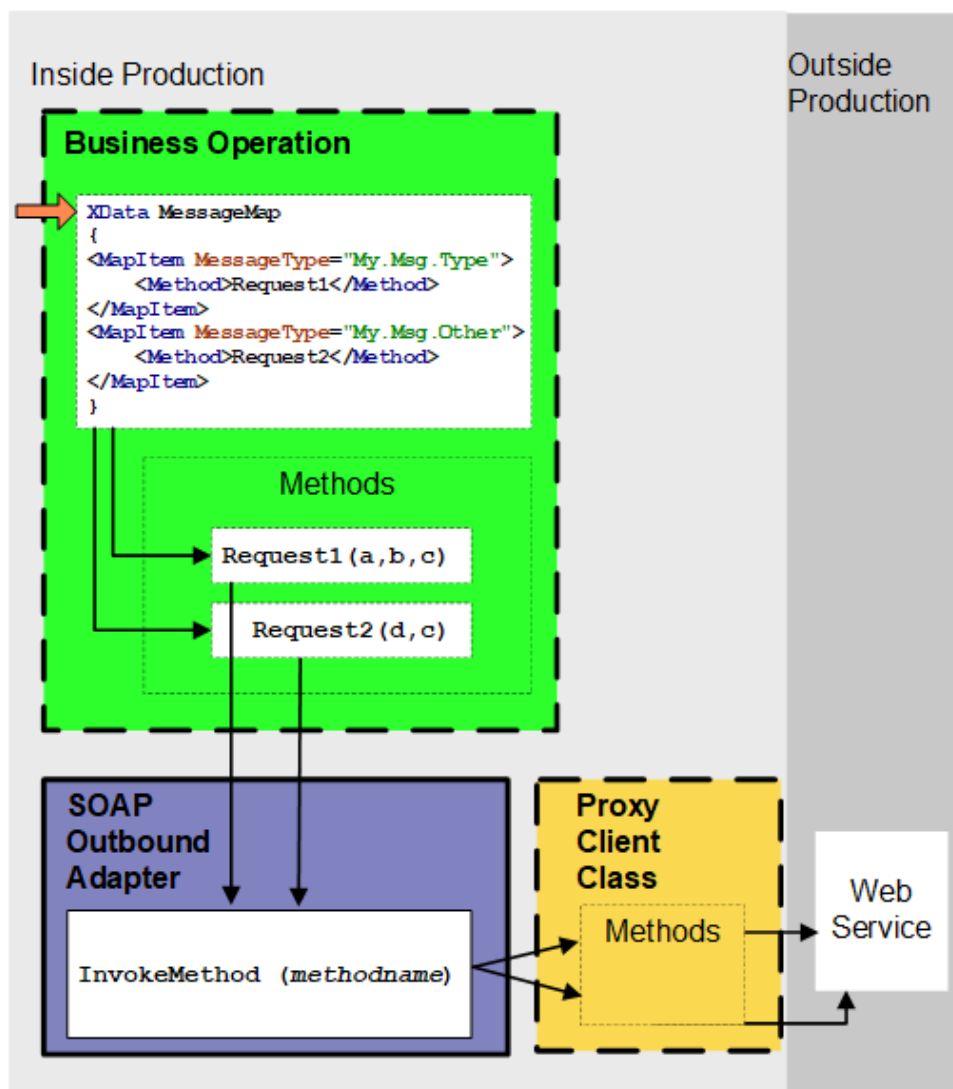 Inside Production
Outside
Production
Business Operation
XData MessageMap
{
<MapItem MessageType="My.Msg.Type">
    <Method>Request1</Method>
</MapItem>
<MapItem MessageType="My.Msg.Other">
    <Method>Request2</Method>
</MapItem>
}
Methods
Request1(a,b,c)
Request2(d,c)
SOAP
Outbound
Adapter
InvokeMethod (methodname)
Proxy
Client
Class
Methods
Web
Service